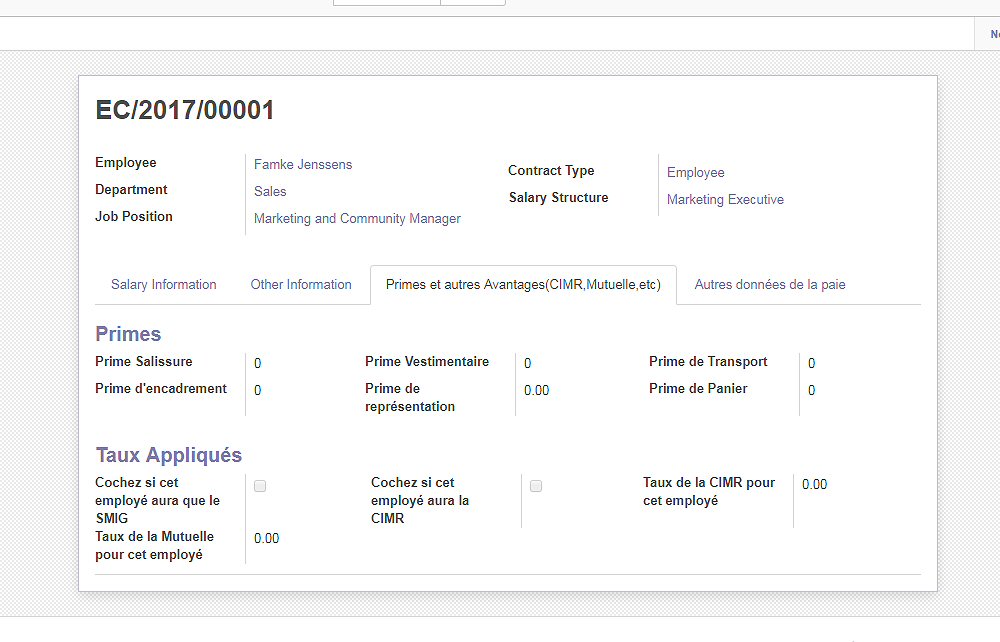 EC/2017/00001
Employee Famke Jenssens
Department Sales
Job Position Marketing and Community Manager
Contract Type Employee
Salary Structure Marketing Executive
Salary Information Other Information Primes et autres Avantages(CIMR,Mutuelle,etc) Autres données de la paie
Primes
Prime Salissure 0 Prime Vestimentaire 0 Prime de Transport 0
Prime d'encadrement 0 Prime de 0.00 Prime de Panier 0
représentation
Taux Appliqués
Cochez si cet Cochez si cet Taux de la CIMR pour 0.00
employé aura que le employé aura la cet employé
SMIG CIMR
Taux de la Mutuelle 0.00
pour cet employé